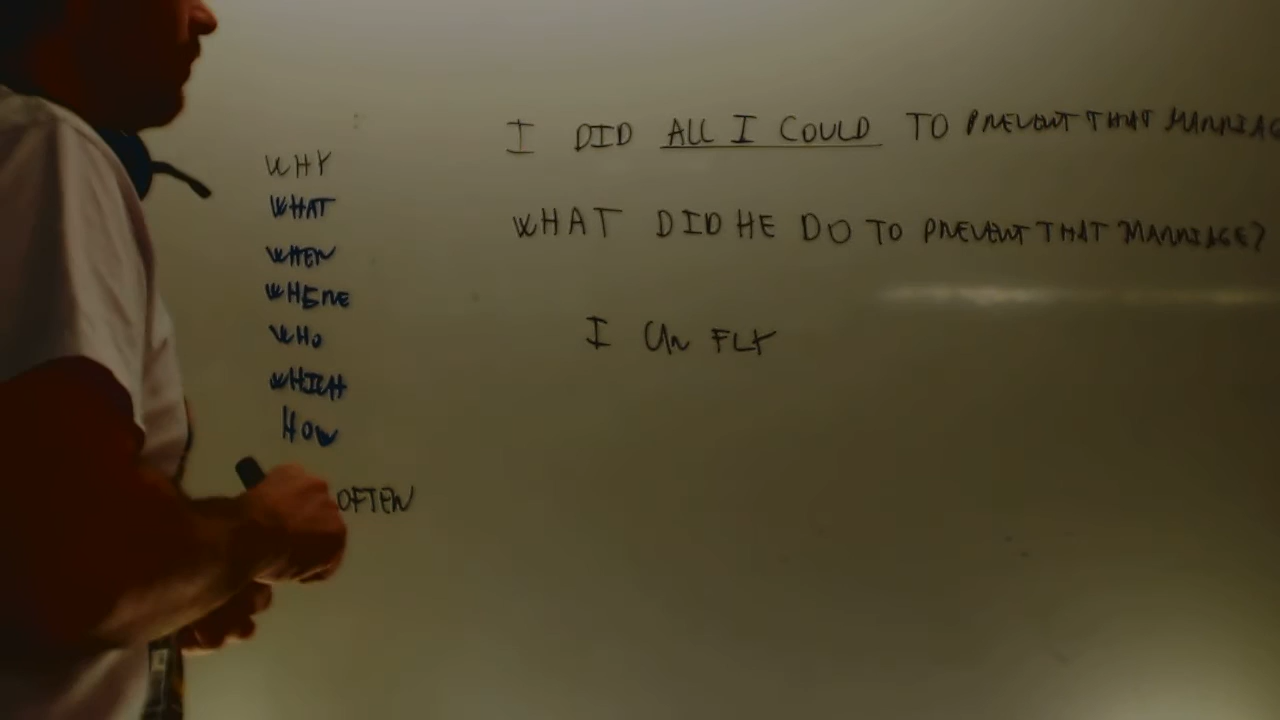 WHY
WHAT
WHEN
WHERE
WHO
WHICH
HOW
OFTEN
I DID ALL I COULD TO PREVENT THAT MARRIAG
WHAT DID HE DO TO PREVENT THAT MARRIAGE?
I CAN FLY